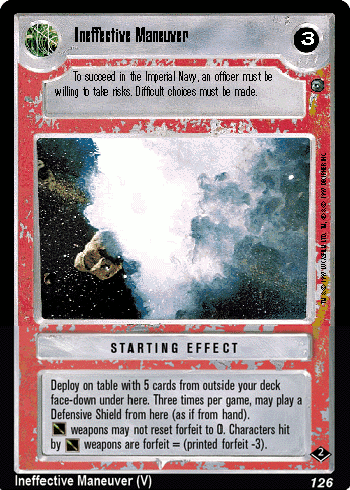 Ineffective Maneuver
3
To succeed in the Imperial Navy, an officer must be
willing to take risks. Difficult choices must be made.
STARTING EFFECT
Deploy on table with 5 cards from outside your deck
face-down under here. Three times per game, may play a
Defensive Shield from here (as if from hand).
weapons may not reset forfeit to 0. Characters hit
by weapons are forfeit = (printed forfeit -3).
2
Ineffective Maneuver (V)
126